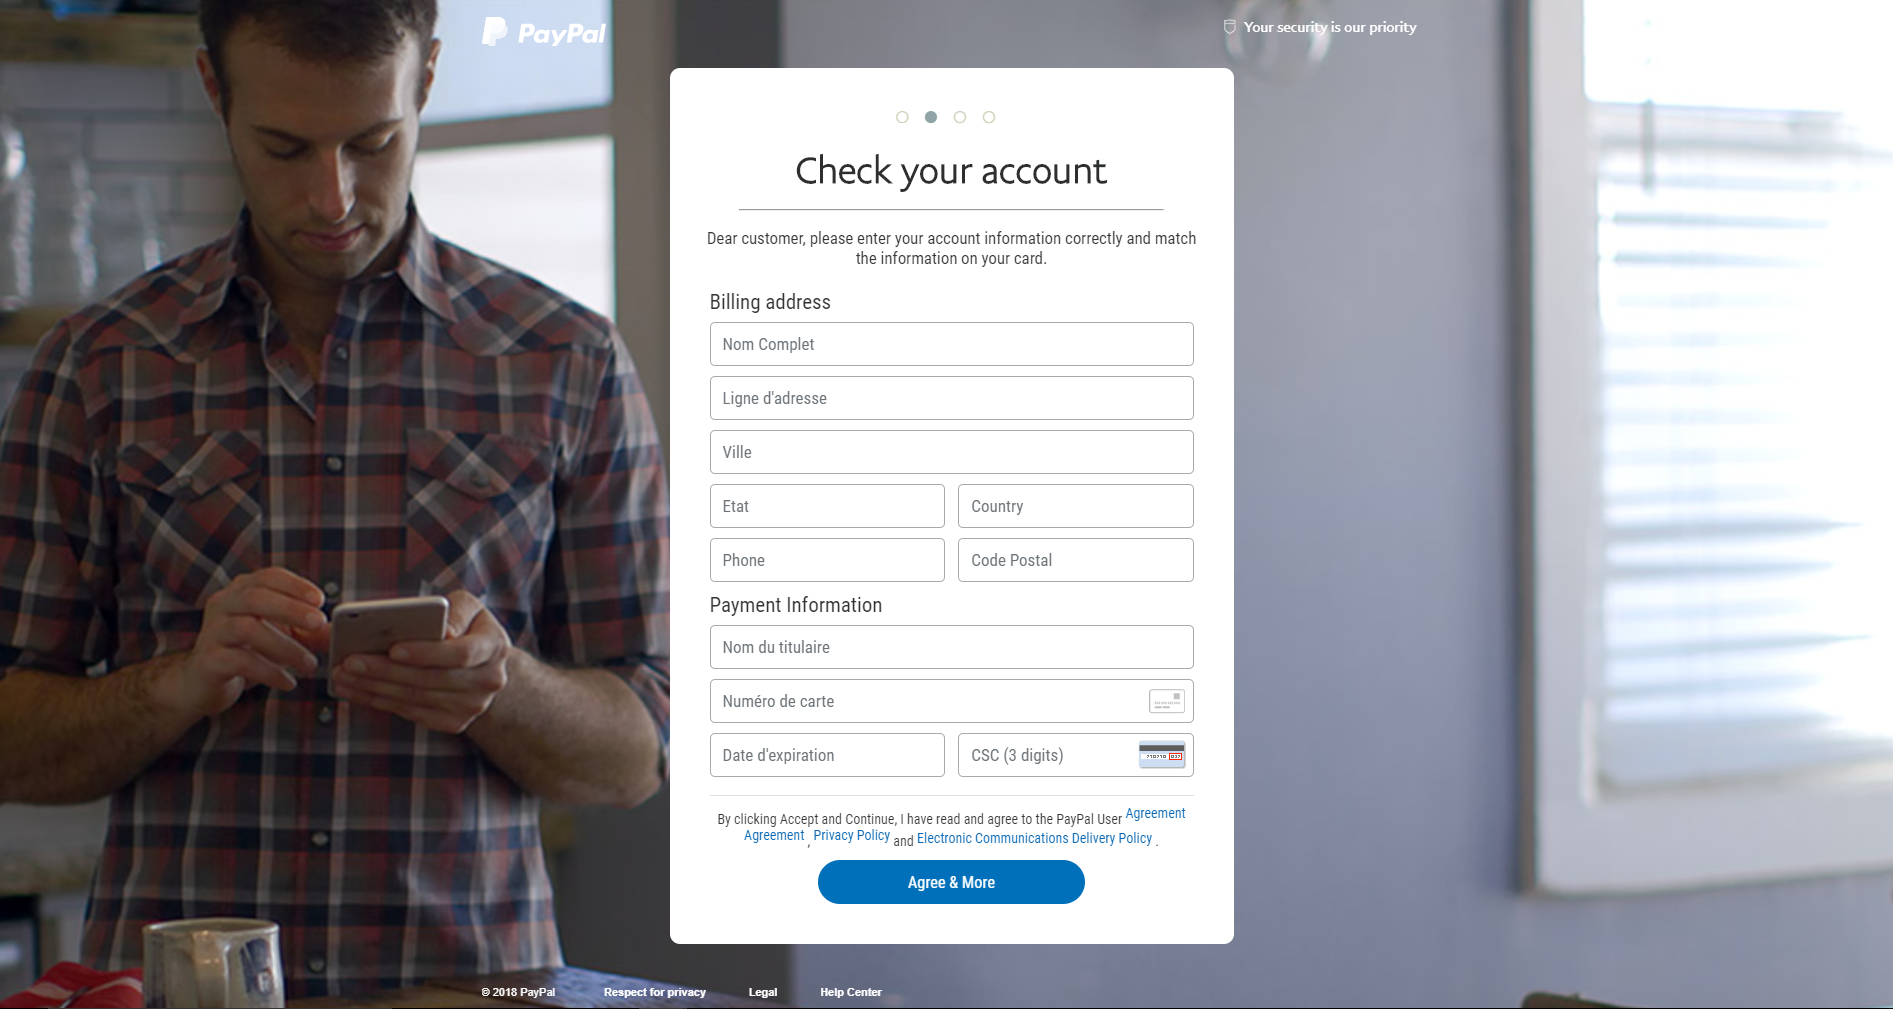 PayPal
Your security is our priority
Check your account
Dear customer, please enter your account information correctly and match
the information on your card.
Billing address
Nom Complet
Ligne d'adresse
Ville
Etat
Country
Phone
Code Postal
Payment Information
Nom du titulaire
Numéro de carte
Date d'expiration
CSC (3 digits)
By clicking Accept and Continue, I have read and agree to the PayPal User Agreement
Agreement , Privacy Policy and Electronic Communications Delivery Policy .
Agree & More
© 2018 PayPal
Respect for privacy
Legal
Help Center